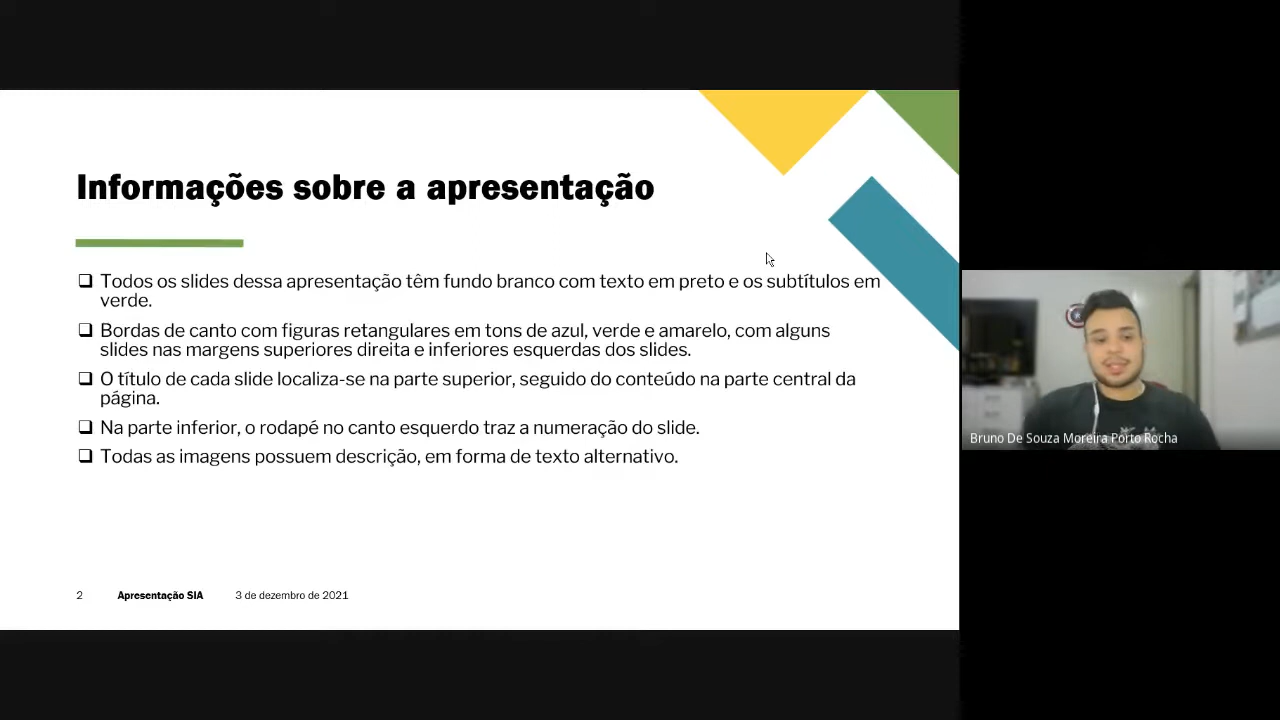 Informações sobre a apresentação
Todos os slides dessa apresentação têm fundo branco com texto em preto e os subtítulos em
verde.
Bordas de canto com figuras retangulares em tons de azul, verde e amarelo, com alguns
slides nas margens superiores direita e inferiores esquerdas dos slides.
O título de cada slide localiza-se na parte superior, seguido do conteúdo na parte central da
página.
Na parte inferior, o rodapé no canto esquerdo traz a numeração do slide.
Todas as imagens possuem descrição, em forma de texto alternativo.
2 Apresentação SIA 3 de dezembro de 2021
Bruno De Souza Moreira Porto Rocha